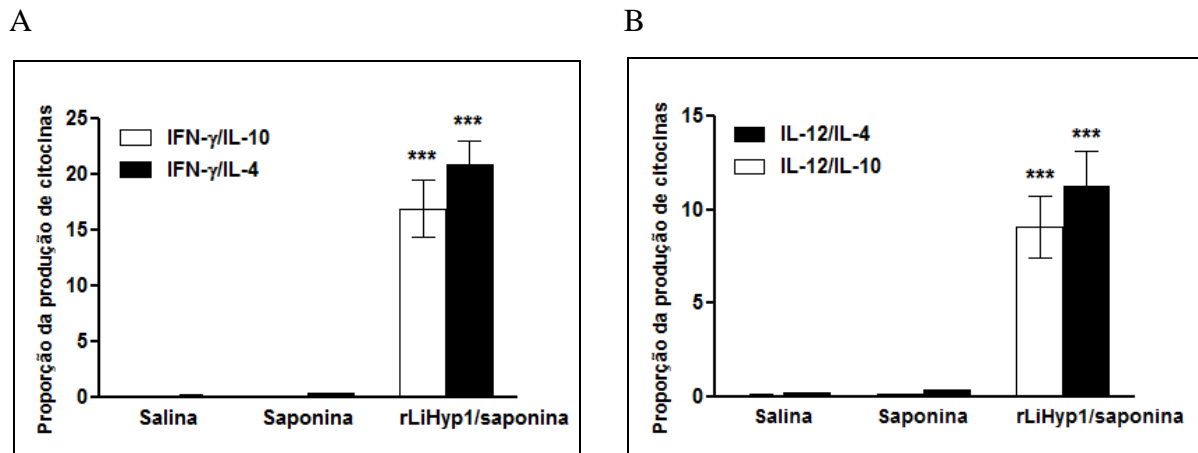 A
Proporção da produção de citocinas
25
20
15
10
5
0
IFN-γ/IL-10
IFN-γ/IL-4
***
***
Salina
Saponina
rLiHyp1/saponina
B
Proporção da produção de citocinas
15
10
5
0
IL-12/IL-4
IL-12/IL-10
***
***
Salina
Saponina
rLiHyp1/saponina